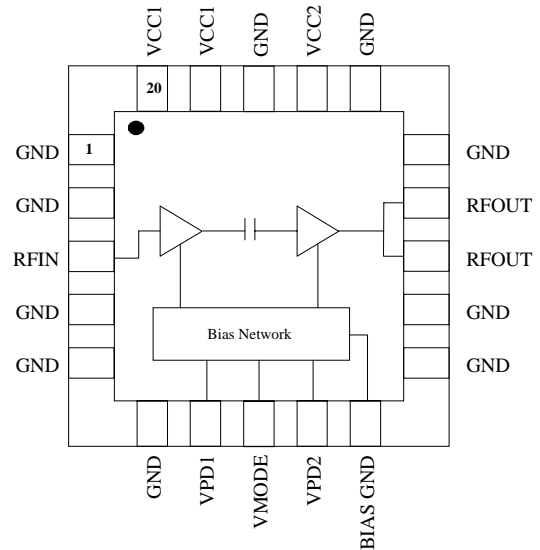 VCC1
VCC1
GND
VCC2
GND
20
GND
1
GND
GND
RFOUT
RFIN
RFOUT
GND
GND
GND
GND
Bias Network
GND
VPD1
VMODE
VPD2
BIAS GND